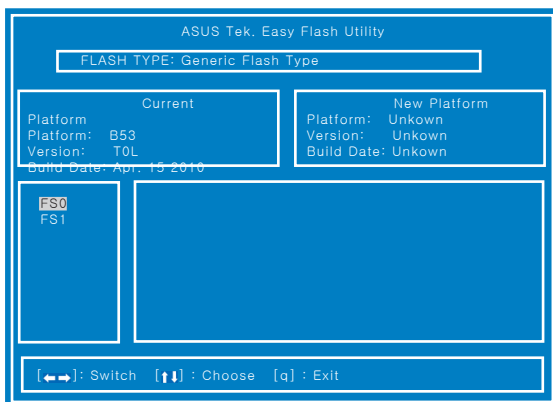 ASUS Tek. Easy Flash Utility
FLASH TYPE: Generic Flash Type
Current
Platform
Platform: B53
Version: T0L
Build Date: Apr. 15 2010
New Platform
Platform: Unkown
Version: Unkown
Build Date: Unkown
FS0
FS1
[←→]: Switch [↑↓] : Choose [q] : Exit